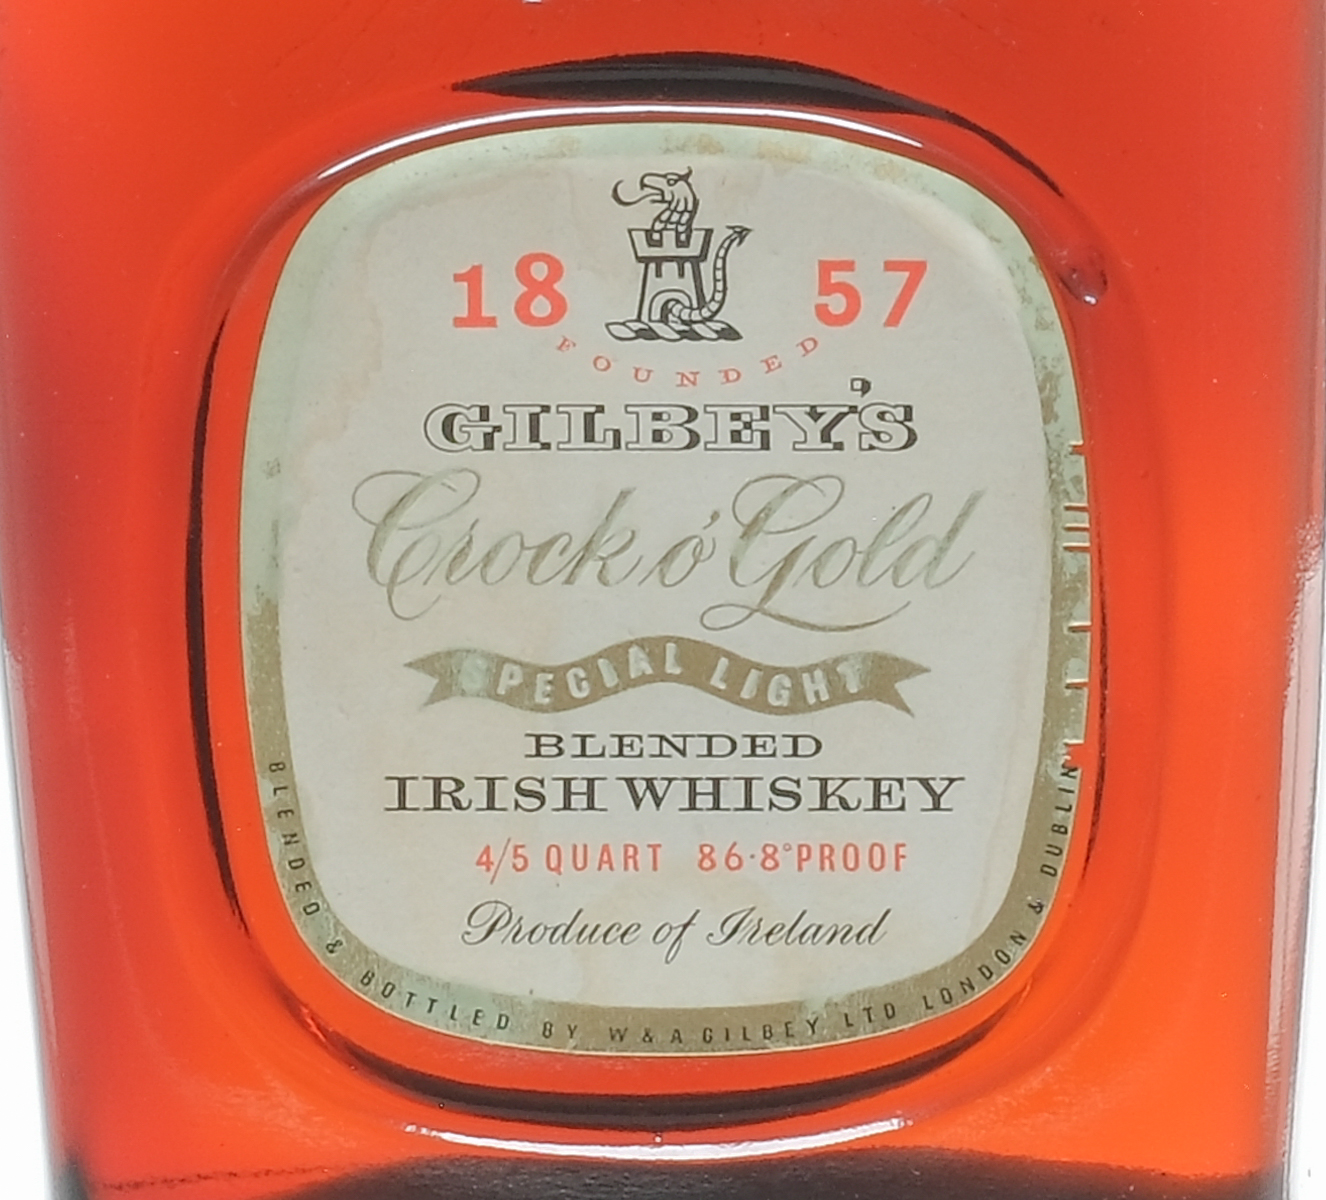 18 57
FOUNDED
GILBEY'S
Crock o' Gold
SPECIAL LIGHT
BLENDED
IRISH WHISKEY
4/5 QUART 86·8° PROOF
Produce of Ireland
BLENDED & BOTTLED BY W & A GILBEY LTD LONDON & DUBLIN